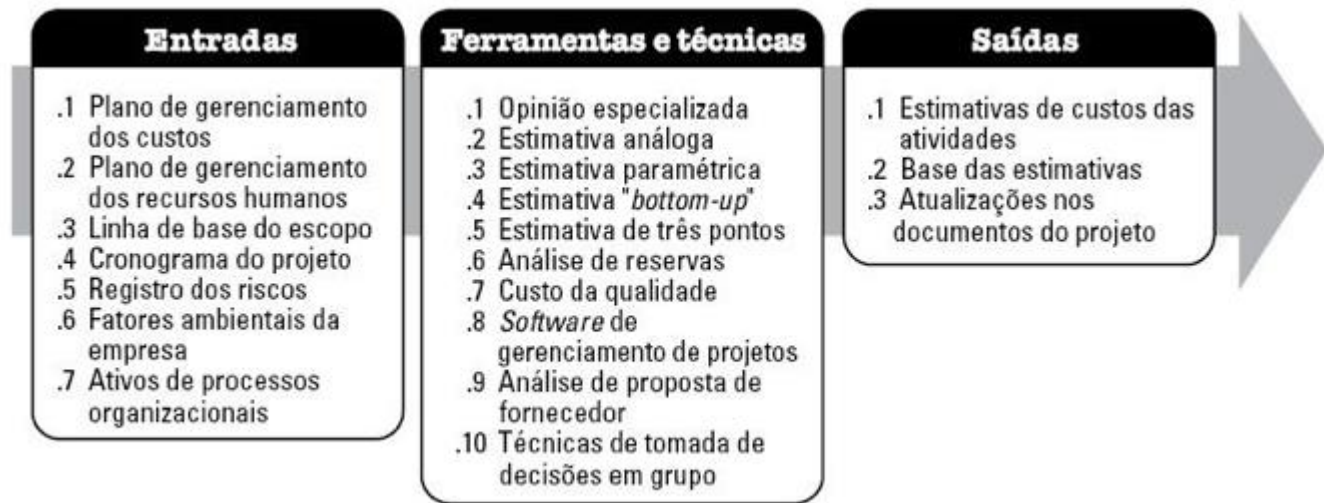 Entradas
.1 Plano de gerenciamento
dos custos
.2 Plano de gerenciamento
dos recursos humanos
.3 Linha de base do escopo
.4 Cronograma do projeto
.5 Registro dos riscos
.6 Fatores ambientais da
empresa
.7 Ativos de processos
organizacionais
Ferramentas e técnicas
.1 Opinião especializada
.2 Estimativa análoga
.3 Estimativa paramétrica
.4 Estimativa "bottom-up"
.5 Estimativa de três pontos
.6 Análise de reservas
.7 Custo da qualidade
.8 Software de
gerenciamento de projetos
.9 Análise de proposta de
fornecedor
.10 Técnicas de tomada de
decisões em grupo
Saídas
.1 Estimativas de custos das
atividades
.2 Base das estimativas
.3 Atualizações nos
documentos do projeto